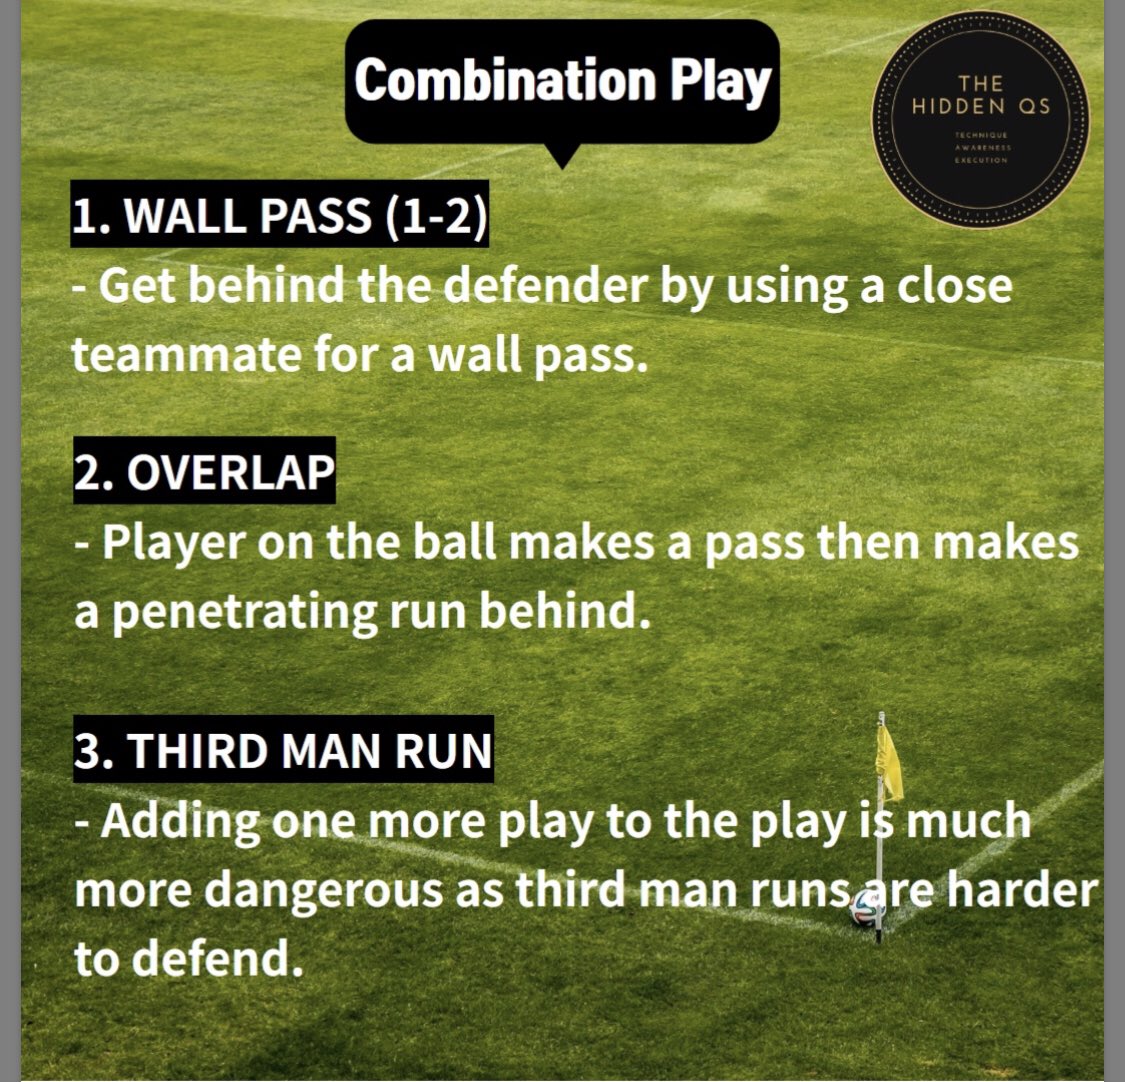 Combination Play
THE
HIDDEN QS
TECHNIQUE
AWARENESS
EXECUTION
1. WALL PASS (1-2)
- Get behind the defender by using a close
teammate for a wall pass.
2. OVERLAP
- Player on the ball makes a pass then makes
a penetrating run behind.
3. THIRD MAN RUN
- Adding one more play to the play is much
more dangerous as third man runs are harder
to defend.